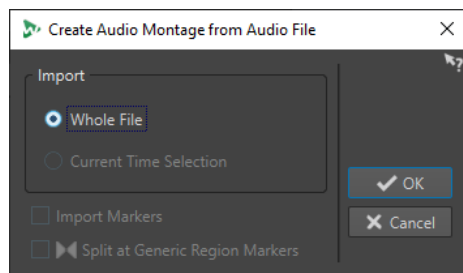 Create Audio Montage from Audio File
Import
Whole File
Current Time Selection
Import Markers
Split at Generic Region Markers
OK
Cancel